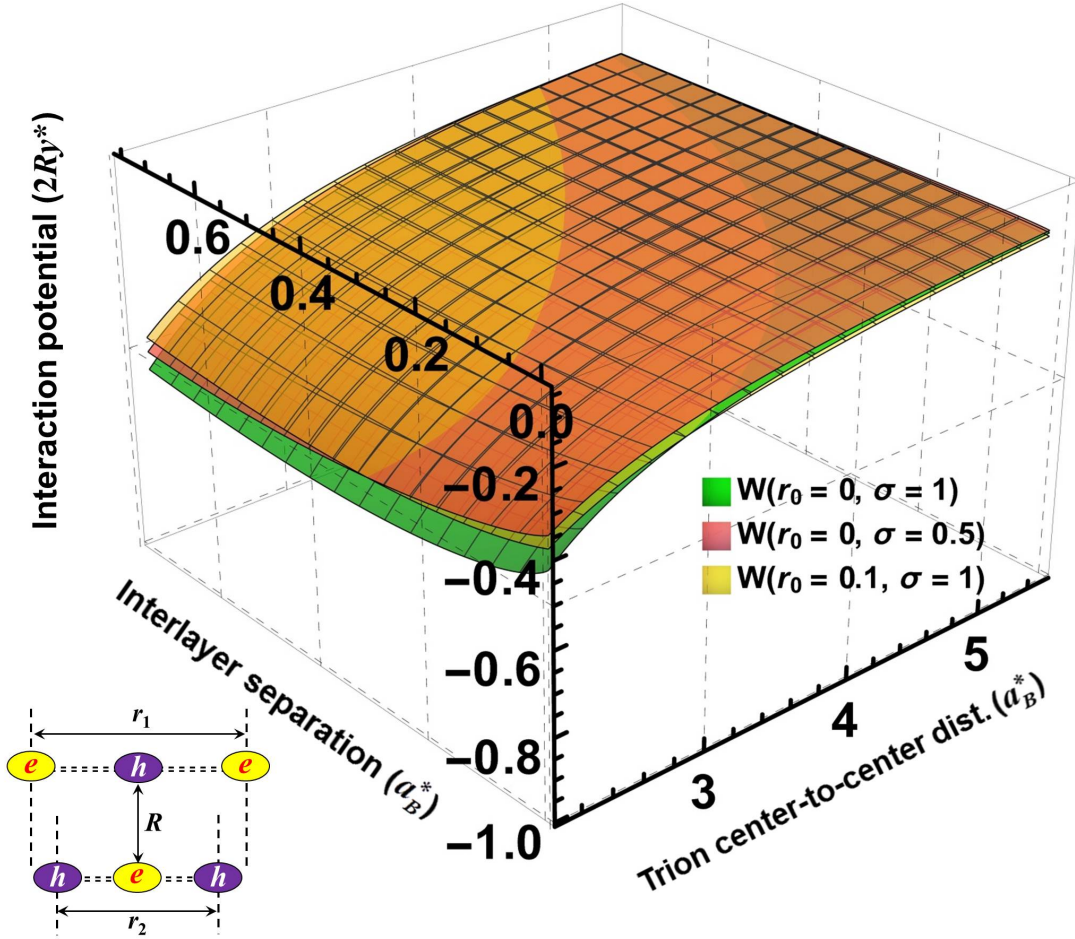 Interaction potential (2Ry*)
0.6
0.4
0.2
0.0
−0.2
−0.4
−0.6
−0.8
−1.0
W(r₀ = 0, σ = 1)
W(r₀ = 0, σ = 0.5)
W(r₀ = 0.1, σ = 1)
Interlayer separation (a*_B)
3
4
5
Trion center-to-center dist. (a*_B)
r₁
e
h
e
R
h
e
h
r₂